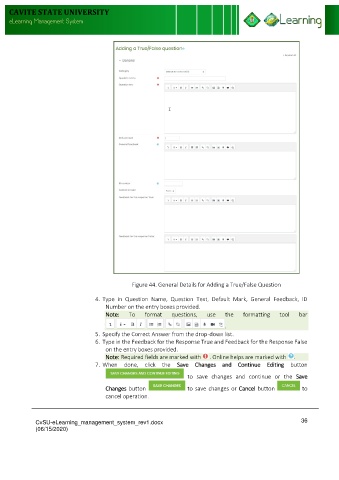 CAVITE STATE UNIVERSITY
eLearning Management System
eLearning
Adding a True/False question
General
Figure 44. General Details for Adding a True/False Question
4. Type in Question Name, Question Text, Default Mark, General Feedback, ID
Number on the entry boxes provided.
Note: To format questions, use the formatting tool bar
5. Specify the Correct Answer from the drop-down list.
6. Type in the Feedback for the Response True and Feedback for the Response False
on the entry boxes provided.
Note: Required fields are marked with . Online helps are marked with .
7. When done, click the Save Changes and Continue Editing button
SAVE CHANGES AND CONTINUE EDITING to save changes and continue or the Save
Changes button SAVE CHANGES to save changes or Cancel button CANCEL to
cancel operation.
CvSU-eLearning_management_system_rev1.docx 36
(06/15/2020)